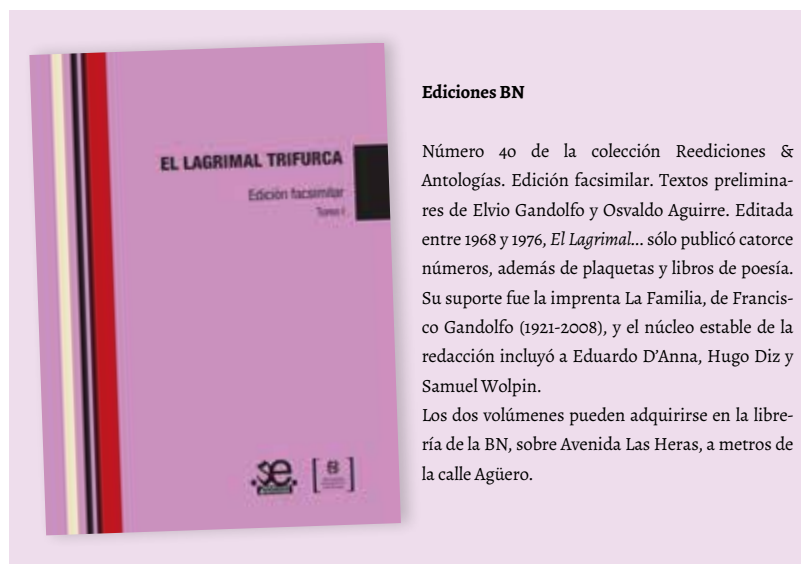 EL LAGRIMAL TRIFURCA
Edición facsimilar
Tomo I
Ediciones BN
Número 40 de la colección Reediciones &
Antologías. Edición facsimilar. Textos prelimina-
res de Elvio Gandolfo y Osvaldo Aguirre. Editada
entre 1968 y 1976, El Lagrimal... sólo publicó catorce
números, además de plaquetas y libros de poesía.
Su suporte fue la imprenta La Familia, de Francis-
co Gandolfo (1921-2008), y el núcleo estable de la
redacción incluyó a Eduardo D’Anna, Hugo Diz y
Samuel Wolpin.
Los dos volúmenes pueden adquirirse en la libre-
ría de la BN, sobre Avenida Las Heras, a metros de
la calle Agüero.